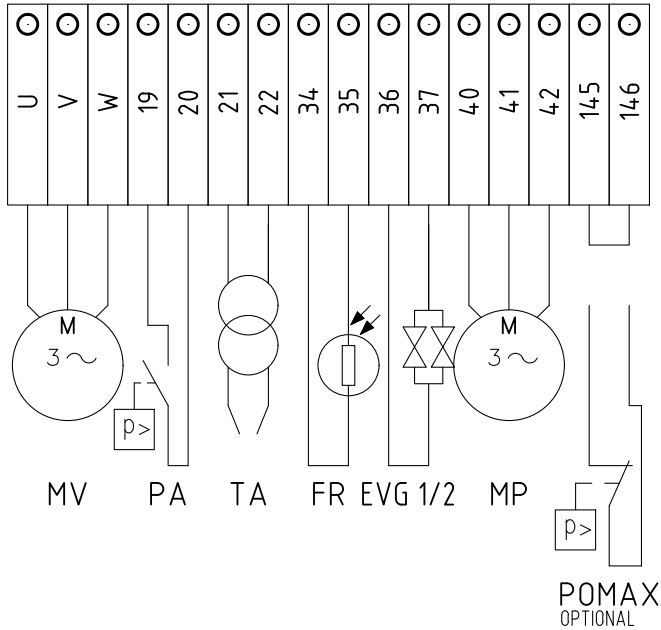 U V W 19 20 21 22 34 35 36 37 40 41 42 145 146
M M
3~ 3~
p>
MV PA TA FR EVG 1/2 MP
p>
POMAX
OPTIONAL